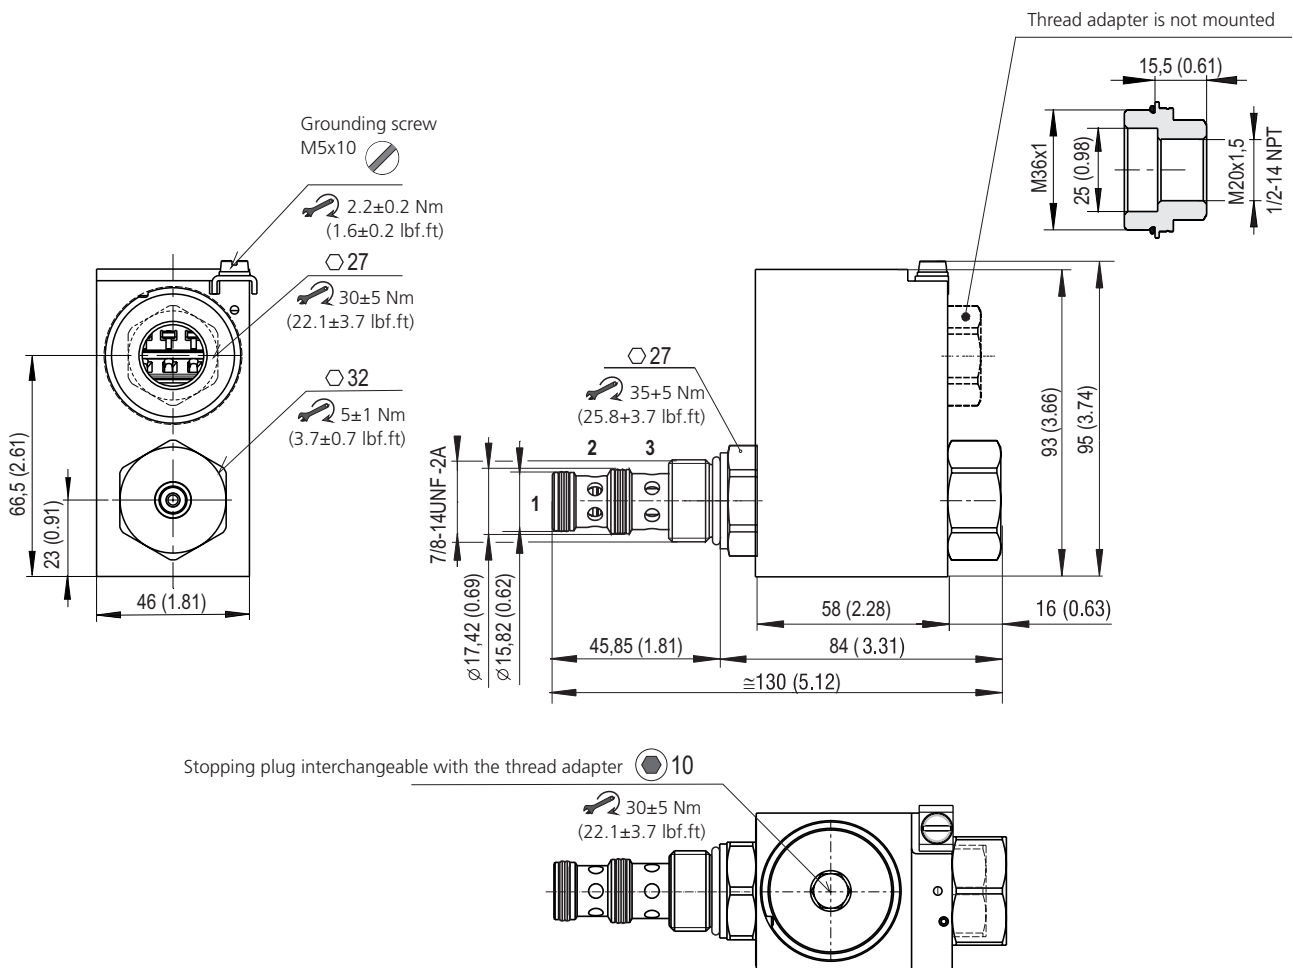 Thread adapter is not mounted
15,5 (0.61)
M36x1
25 (0.98)
M20x1,5
1/2-14 NPT
Grounding screw
M5x10
2.2±0.2 Nm
(1.6±0.2 lbf.ft)
27
30±5 Nm
(22.1±3.7 lbf.ft)
32
5±1 Nm
(3.7±0.7 lbf.ft)
66,5 (2.61)
23 (0.91)
46 (1.81)
27
35+5 Nm
(25.8+3.7 lbf.ft)
2
3
1
7/8-14UNF -2A
⌀17,42 (0.69)
⌀15,82 (0.62)
93 (3.66)
95 (3.74)
58 (2.28)
16 (0.63)
45,85 (1.81)
84 (3.31)
≅130 (5.12)
Stopping plug interchangeable with the thread adapter 10
30±5 Nm
(22.1±3.7 lbf.ft)